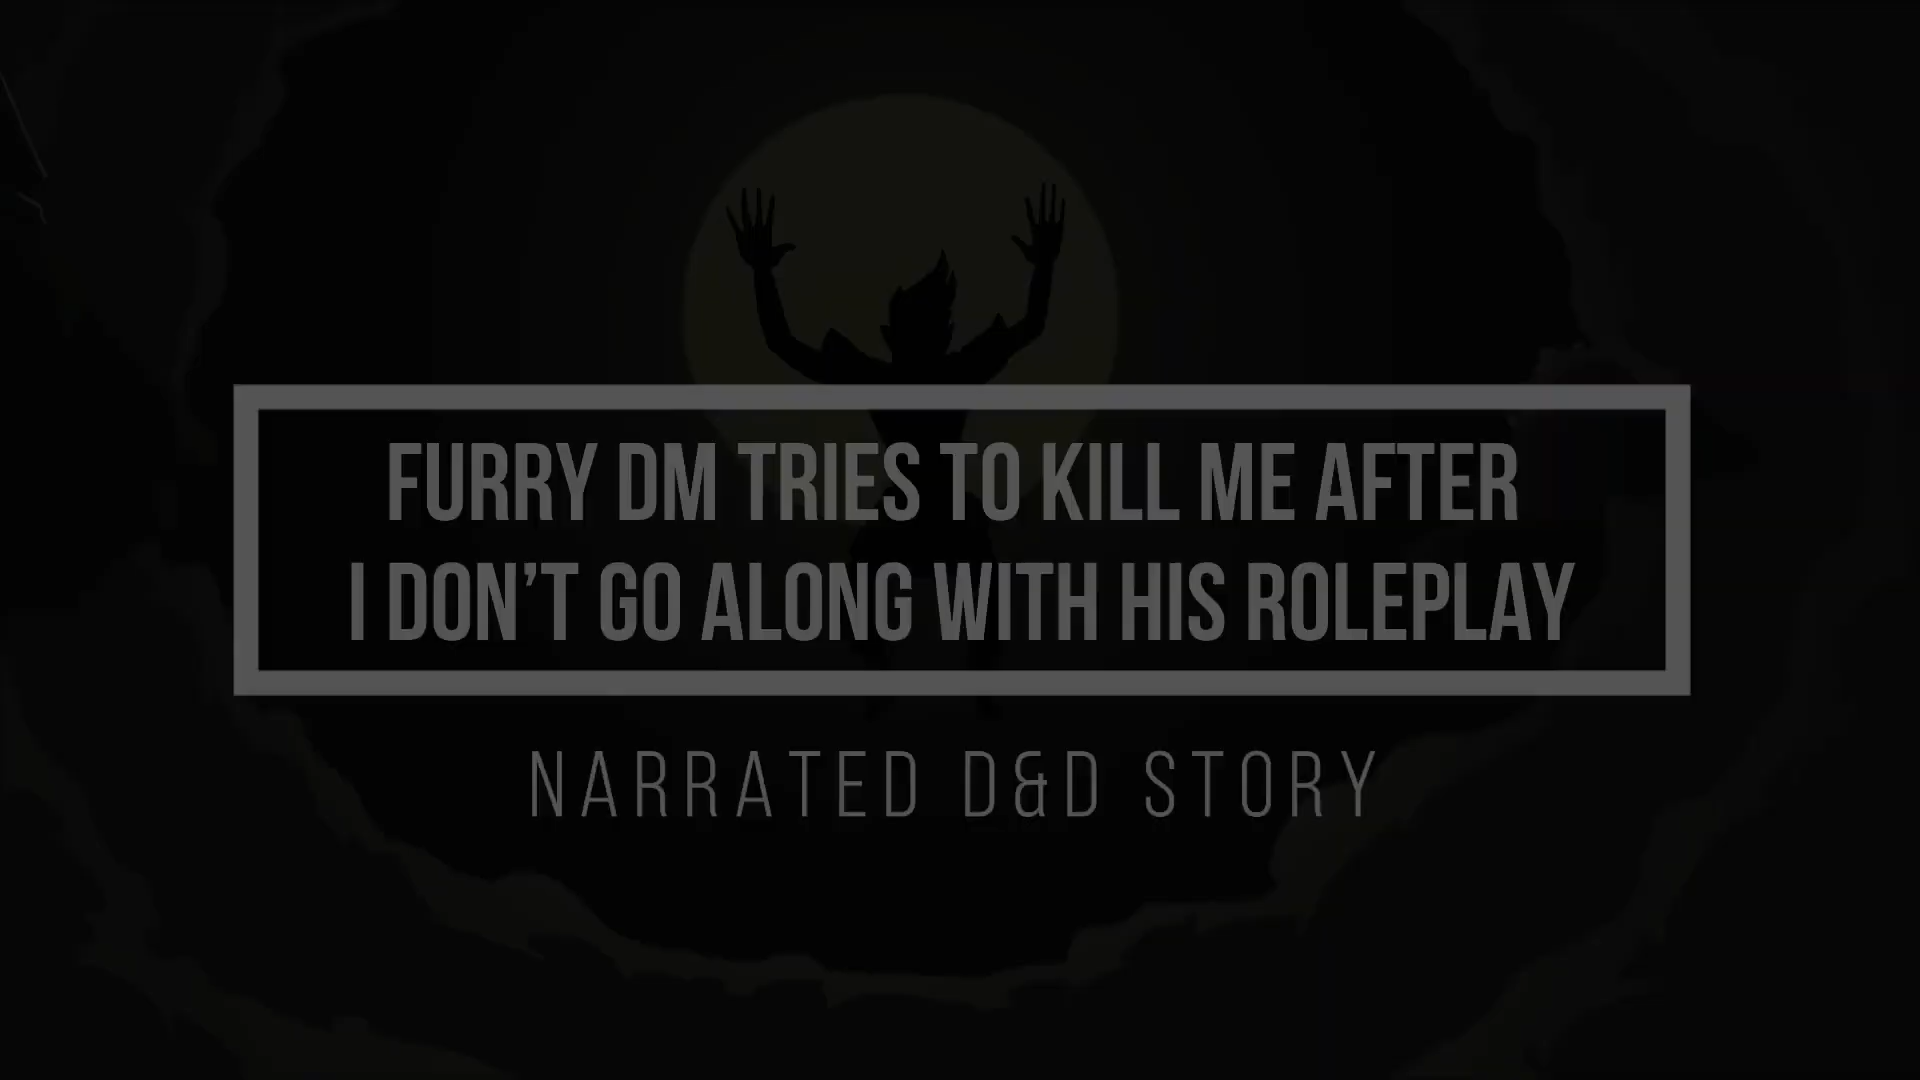 FURRY DM TRIES TO KILL ME AFTER
I DON’T GO ALONG WITH HIS ROLEPLAY
NARRATED D&D STORY